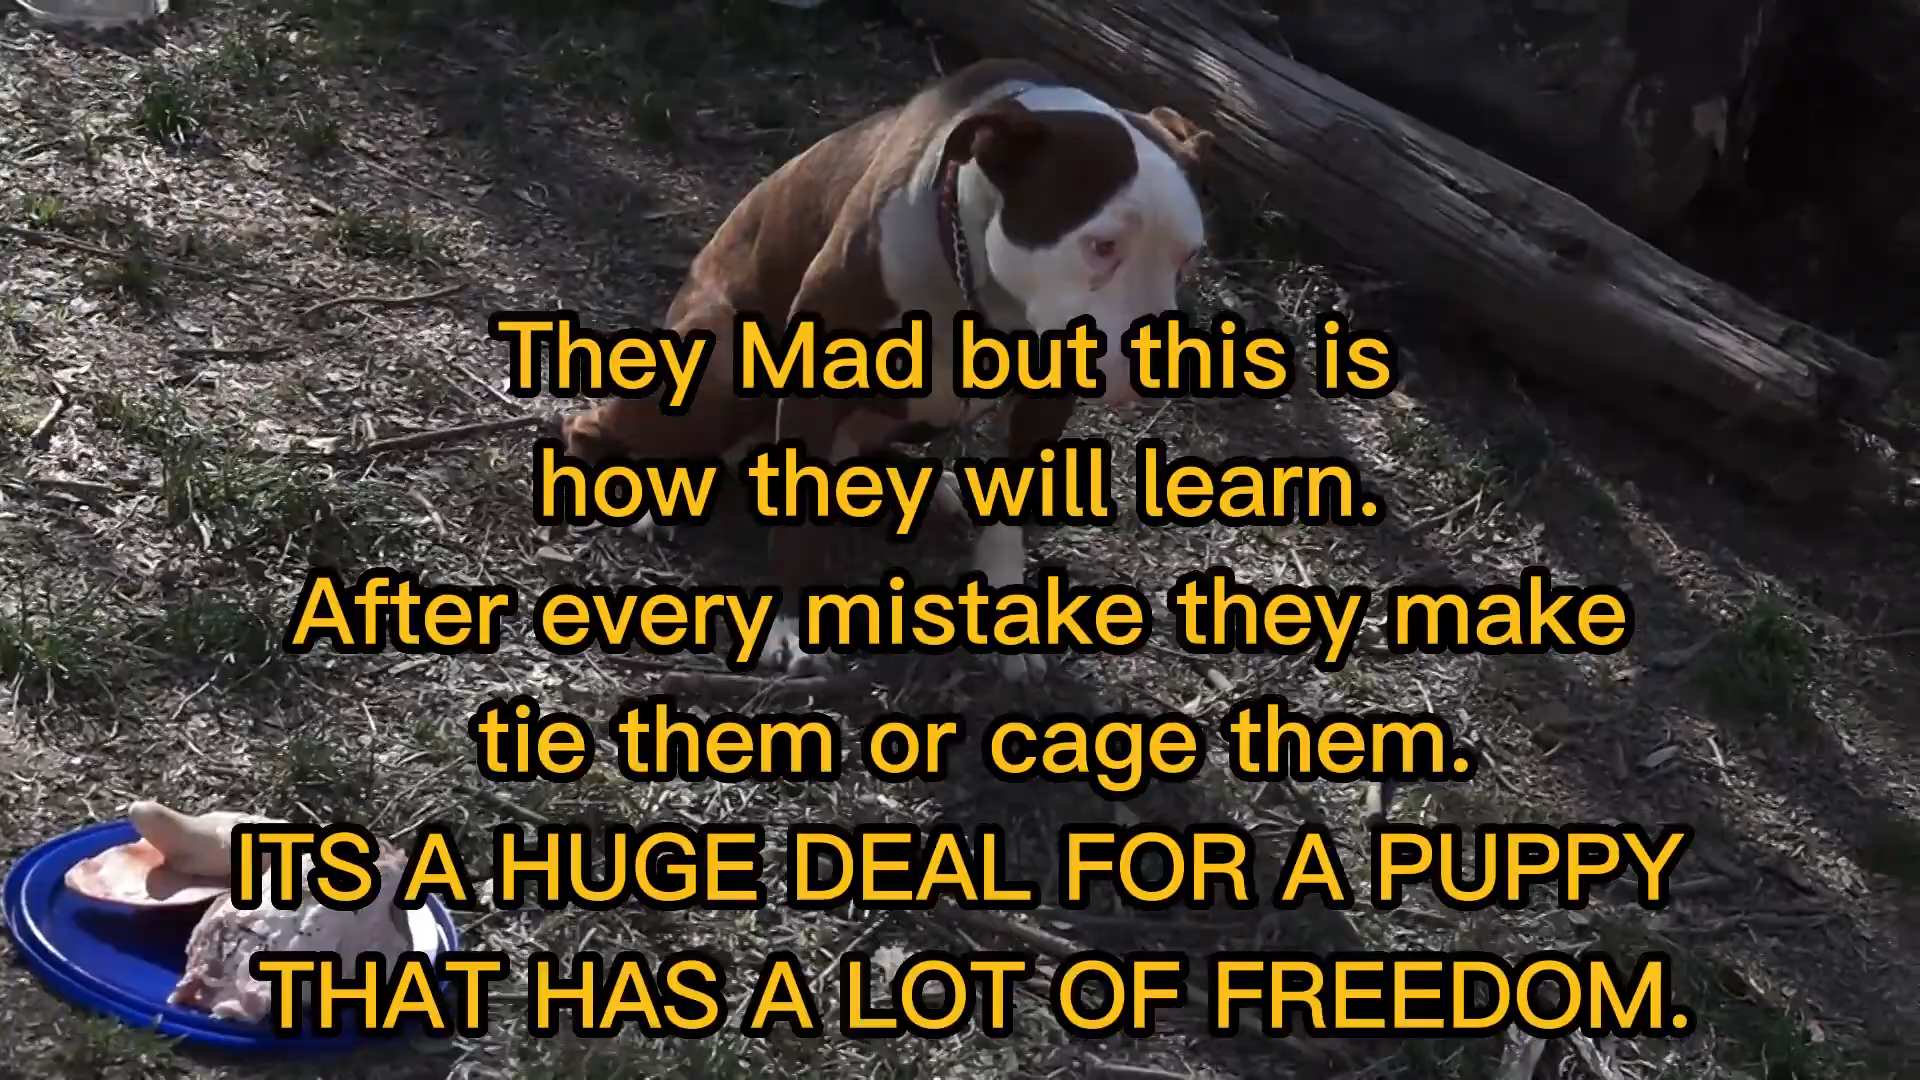 They Mad but this is
how they will learn.
After every mistake they make
tie them or cage them.
ITS A HUGE DEAL FOR A PUPPY
THAT HAS A LOT OF FREEDOM.